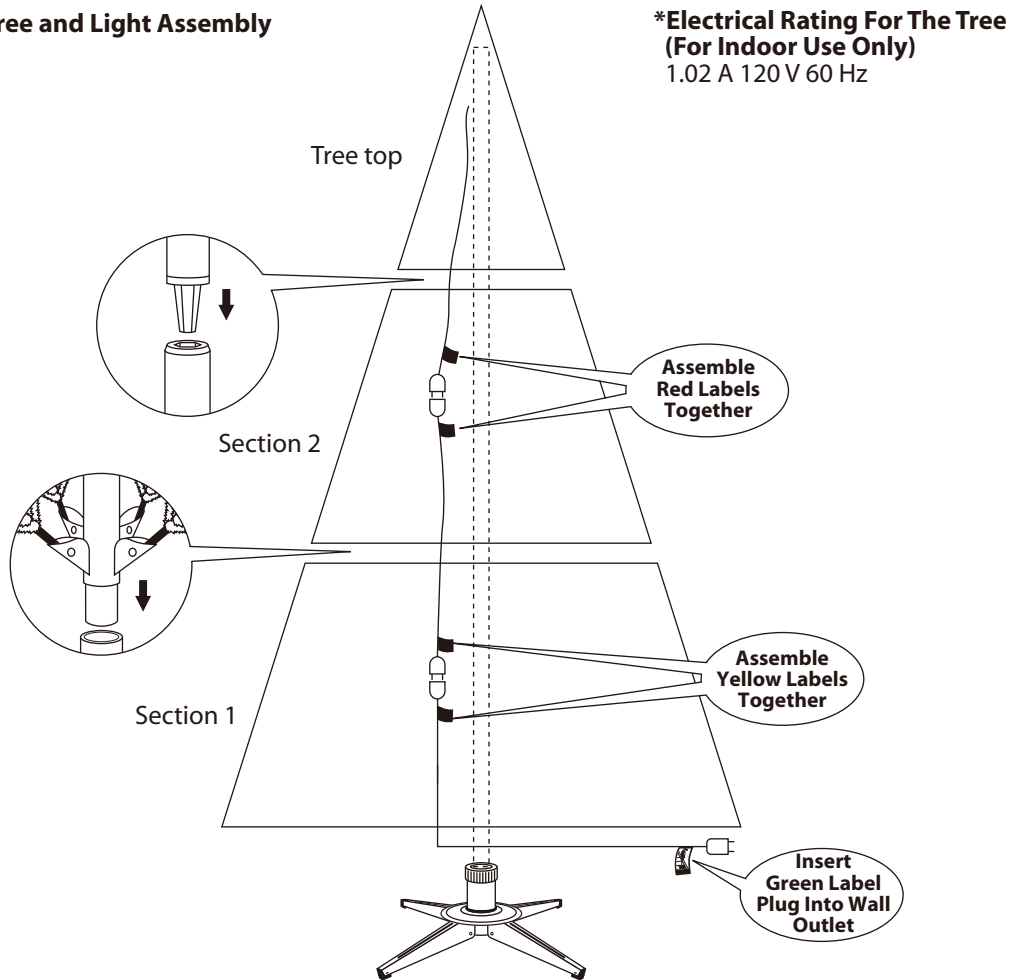 ree and Light Assembly
*Electrical Rating For The Tree
(For Indoor Use Only)
1.02 A 120 V 60 Hz
Tree top
Assemble
Red Labels
Together
Section 2
Assemble
Yellow Labels
Together
Section 1
Insert
Green Label
Plug Into Wall
Outlet